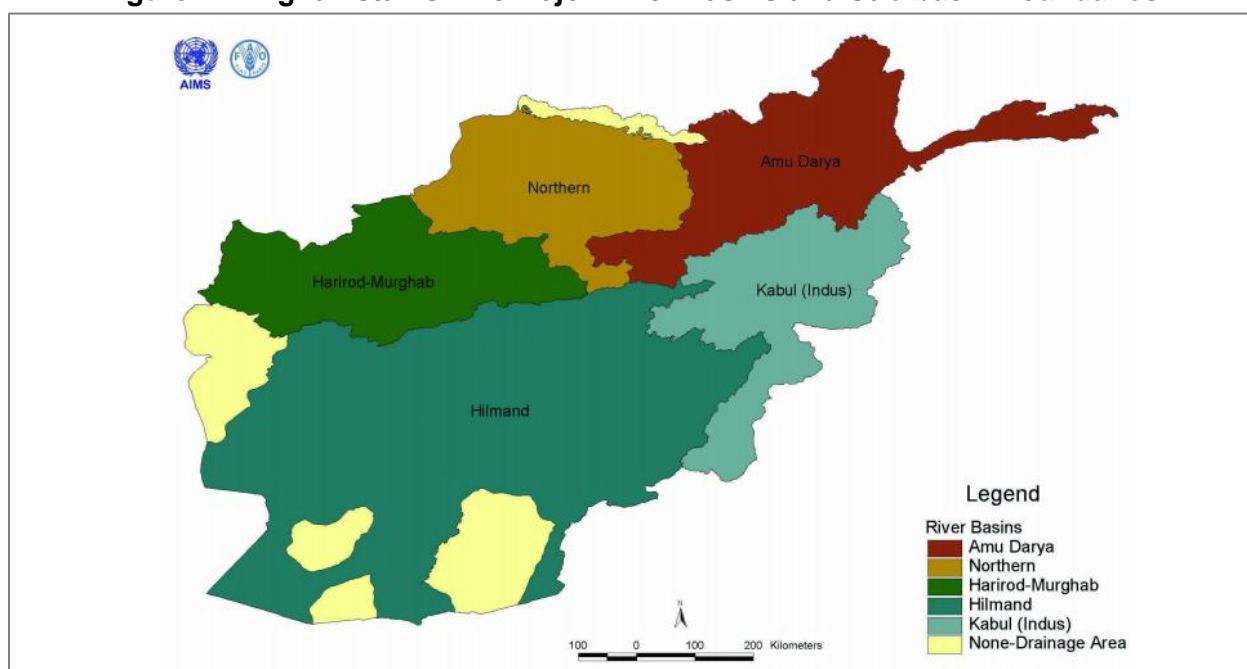 AIMS
F A O
Amu Darya
Northern
Harirod-Murghab
Kabul (Indus)
Hilmand
Legend
River Basins
Amu Darya
Northern
Harirod-Murghab
Hilmand
Kabul (Indus)
None-Drainage Area
N
100 0 100 200 Kilometers